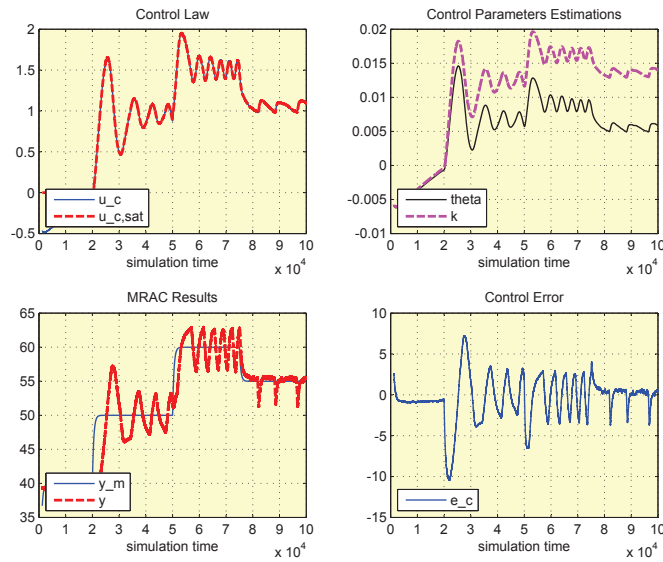 Control Law
2
1.5
1
0.5
0
-0.5
u_c
u_c,sat
0 1 2 3 4 5 6 7 8 9 10
simulation time
x 10^4
Control Parameters Estimations
0.02
0.015
0.01
0.005
0
-0.005
-0.01
theta
k
0 1 2 3 4 5 6 7 8 9 10
simulation time
x 10^4
MRAC Results
65
60
55
50
45
40
35
y_m
y
0 1 2 3 4 5 6 7 8 9 10
simulation time
x 10^4
Control Error
10
5
0
-5
-10
-15
e_c
0 1 2 3 4 5 6 7 8 9 10
simulation time
x 10^4